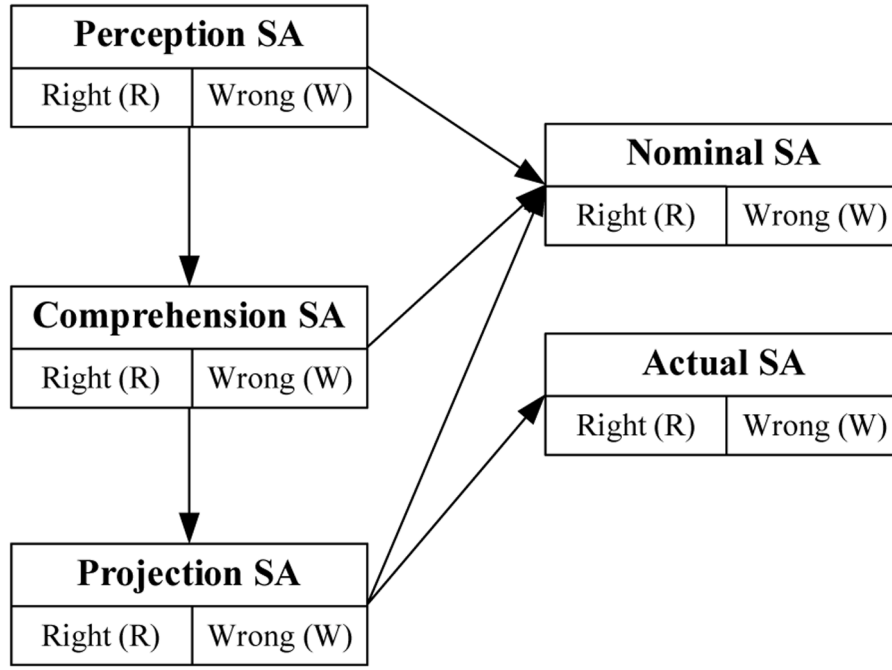 Perception SA
Right (R) Wrong (W)
Nominal SA
Right (R) Wrong (W)
Comprehension SA
Right (R) Wrong (W)
Actual SA
Right (R) Wrong (W)
Projection SA
Right (R) Wrong (W)